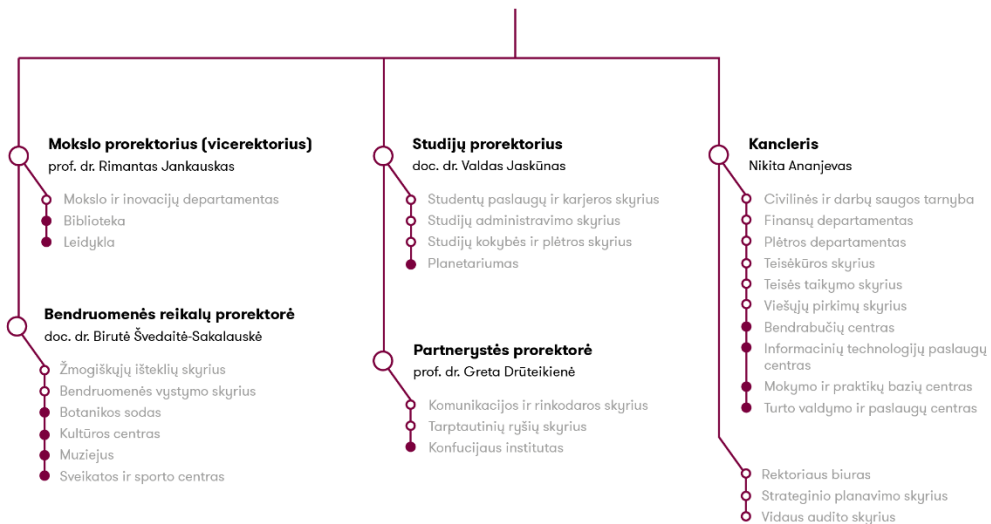 Mokslo prorektorius (vicerektorius)
prof. dr. Rimantas Jankauskas
Mokslo ir inovacijų departamentas
Biblioteka
Leidykla
Bendruomenės reikalų prorektorė
doc. dr. Birutė Švedaitė-Sakalauskė
Žmogiškųjų išteklių skyrius
Bendruomenės vystymo skyrius
Botanikos sodas
Kultūros centras
Muziejus
Sveikatos ir sporto centras
Studijų prorektorius
doc. dr. Valdas Jaskūnas
Studentų paslaugų ir karjeros skyrius
Studijų administravimo skyrius
Studijų kokybės ir plėtros skyrius
Planetariumas
Partnerystės prorektorė
prof. dr. Greta Drūteikienė
Komunikacijos ir rinkodaros skyrius
Tarptautinių ryšių skyrius
Konfucijaus institutas
Kancleris
Nikita Ananjevas
Civilinės ir darbų saugos tarnyba
Finansų departamentas
Plėtros departamentas
Teisėkūros skyrius
Teisės taikymo skyrius
Viešųjų pirkimų skyrius
Bendrabučių centras
Informacinių technologijų paslaugų
centras
Mokymo ir praktikų bazių centras
Turto valdymo ir paslaugų centras
Rektoriaus biuras
Strateginio planavimo skyrius
Vidaus audito skyrius